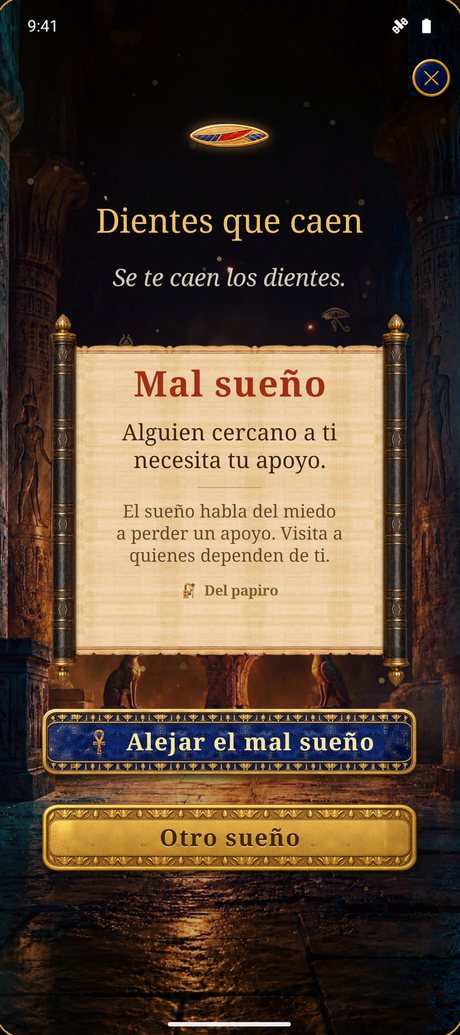 9:41
Dientes que caen
Se te caen los dientes.
Mal sueño
Alguien cercano a ti
necesita tu apoyo.
El sueño habla del miedo
a perder un apoyo. Visita a
quienes dependen de ti.
Del papiro
Alejar el mal sueño
Otro sueño